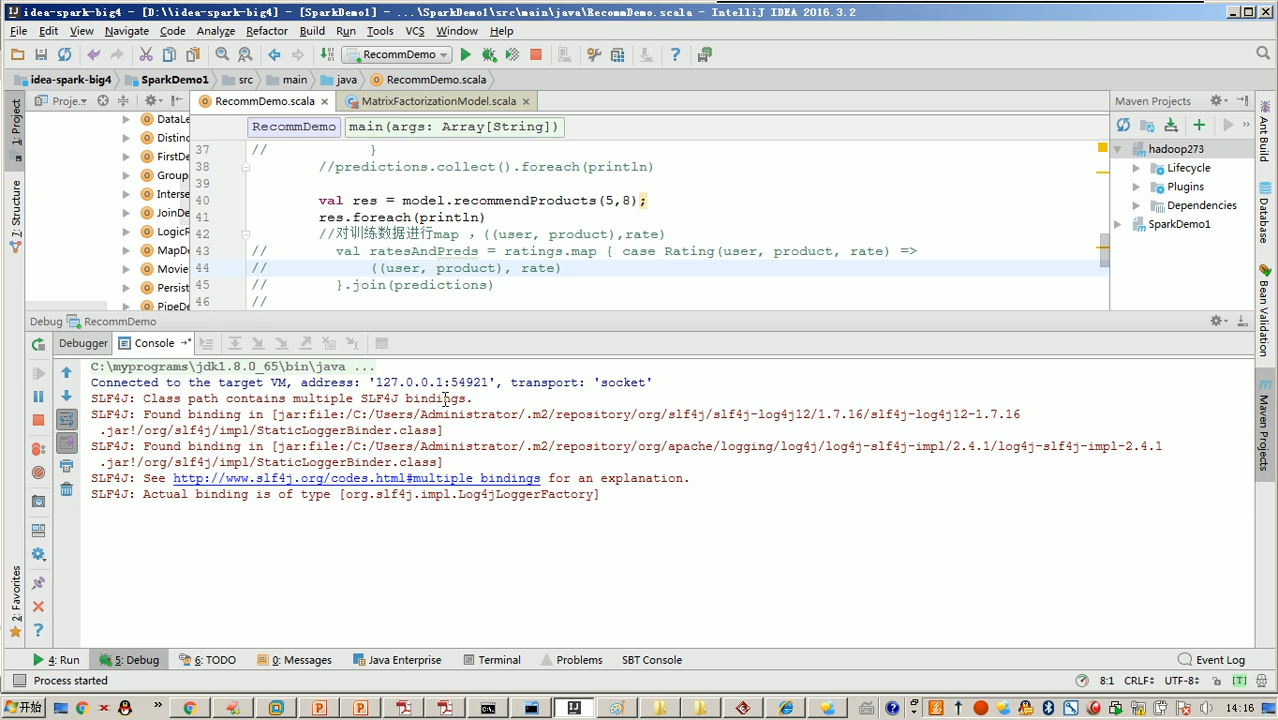 idea-spark-big4 - [D:\\idea-spark-big4] - [SparkDemo1] - ...\SparkDemo1\src\main\java\RecommDemo.scala - IntelliJ IDEA 2016.3.2
File Edit View Navigate Code Analyze Refactor Build Run Tools VCS Window Help
RecommDemo
idea-spark-big4 SparkDemo1 src main java RecommDemo.scala
1: Project
Proje..
RecommDemo.scala MatrixFactorizationModel.scala
Maven Projects
RecommDemo main(args: Array[String])
DataLe
Distinc
FirstDe
Group
Interse
JoinDe
LogicR
MapDe
Movie
Persist
PipeDe
37 // }
38 //predictions.collect().foreach(println)
39
40 val res = model.recommendProducts(5,8);
41 res.foreach(println)
42 //对训练数据进行map ，((user, product),rate)
43 // val ratesAndPreds = ratings.map { case Rating(user, product, rate) =>
44 // ((user, product), rate)
45 // }.join(predictions)
46 //
hadoop273
Lifecycle
Plugins
Dependencies
SparkDemo1
Ant Build
Database
Bean Validation
Maven Projects
7: Structure
2: Favorites
Debug RecommDemo
Debugger Console
C:\myprograms\jdk1.8.0_65\bin\java ...
Connected to the target VM, address: '127.0.0.1:54921', transport: 'socket'
SLF4J: Class path contains multiple SLF4J bindings.
SLF4J: Found binding in [jar:file:/C:/Users/Administrator/.m2/repository/org/slf4j/slf4j-log4j12/1.7.16/slf4j-log4j12-1.7.16
.jar!/org/slf4j/impl/StaticLoggerBinder.class]
SLF4J: Found binding in [jar:file:/C:/Users/Administrator/.m2/repository/org/apache/logging/log4j/log4j-slf4j-impl/2.4.1/log4j-slf4j-impl-2.4.1
.jar!/org/slf4j/impl/StaticLoggerBinder.class]
SLF4J: See http://www.slf4j.org/codes.html#multiple_bindings for an explanation.
SLF4J: Actual binding is of type [org.slf4j.impl.Log4jLoggerFactory]
4: Run 5: Debug 6: TODO 0: Messages Java Enterprise Terminal Problems SBT Console Event Log
Process started 8:1 CRLF UTF-8 [T]
开始 14:16